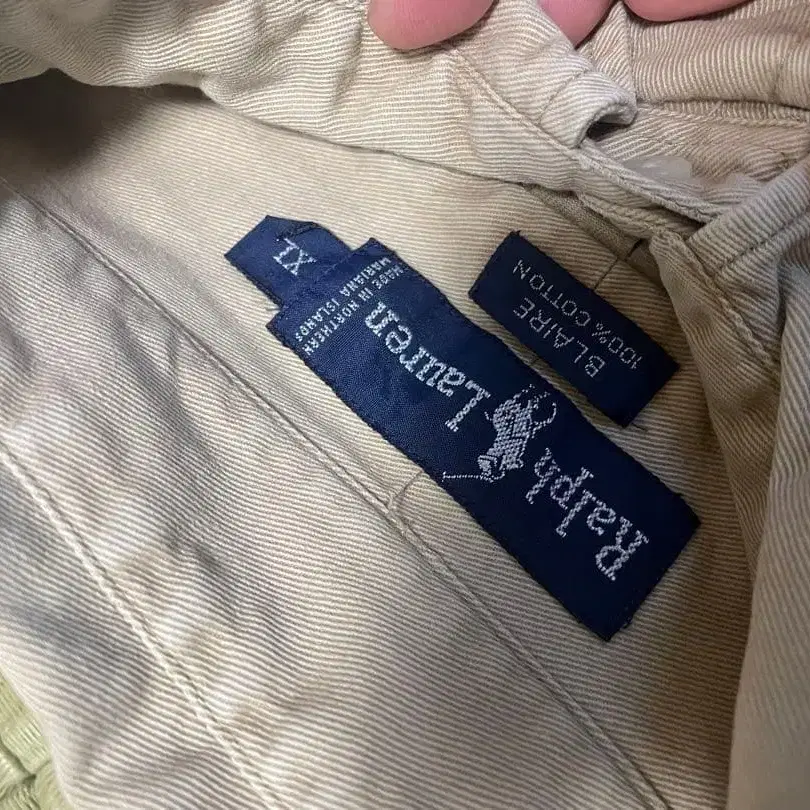 Ralph Lauren
MADE IN NORTHERN
MARIANA ISLANDS
XL
BLAIRE
100% COTTON